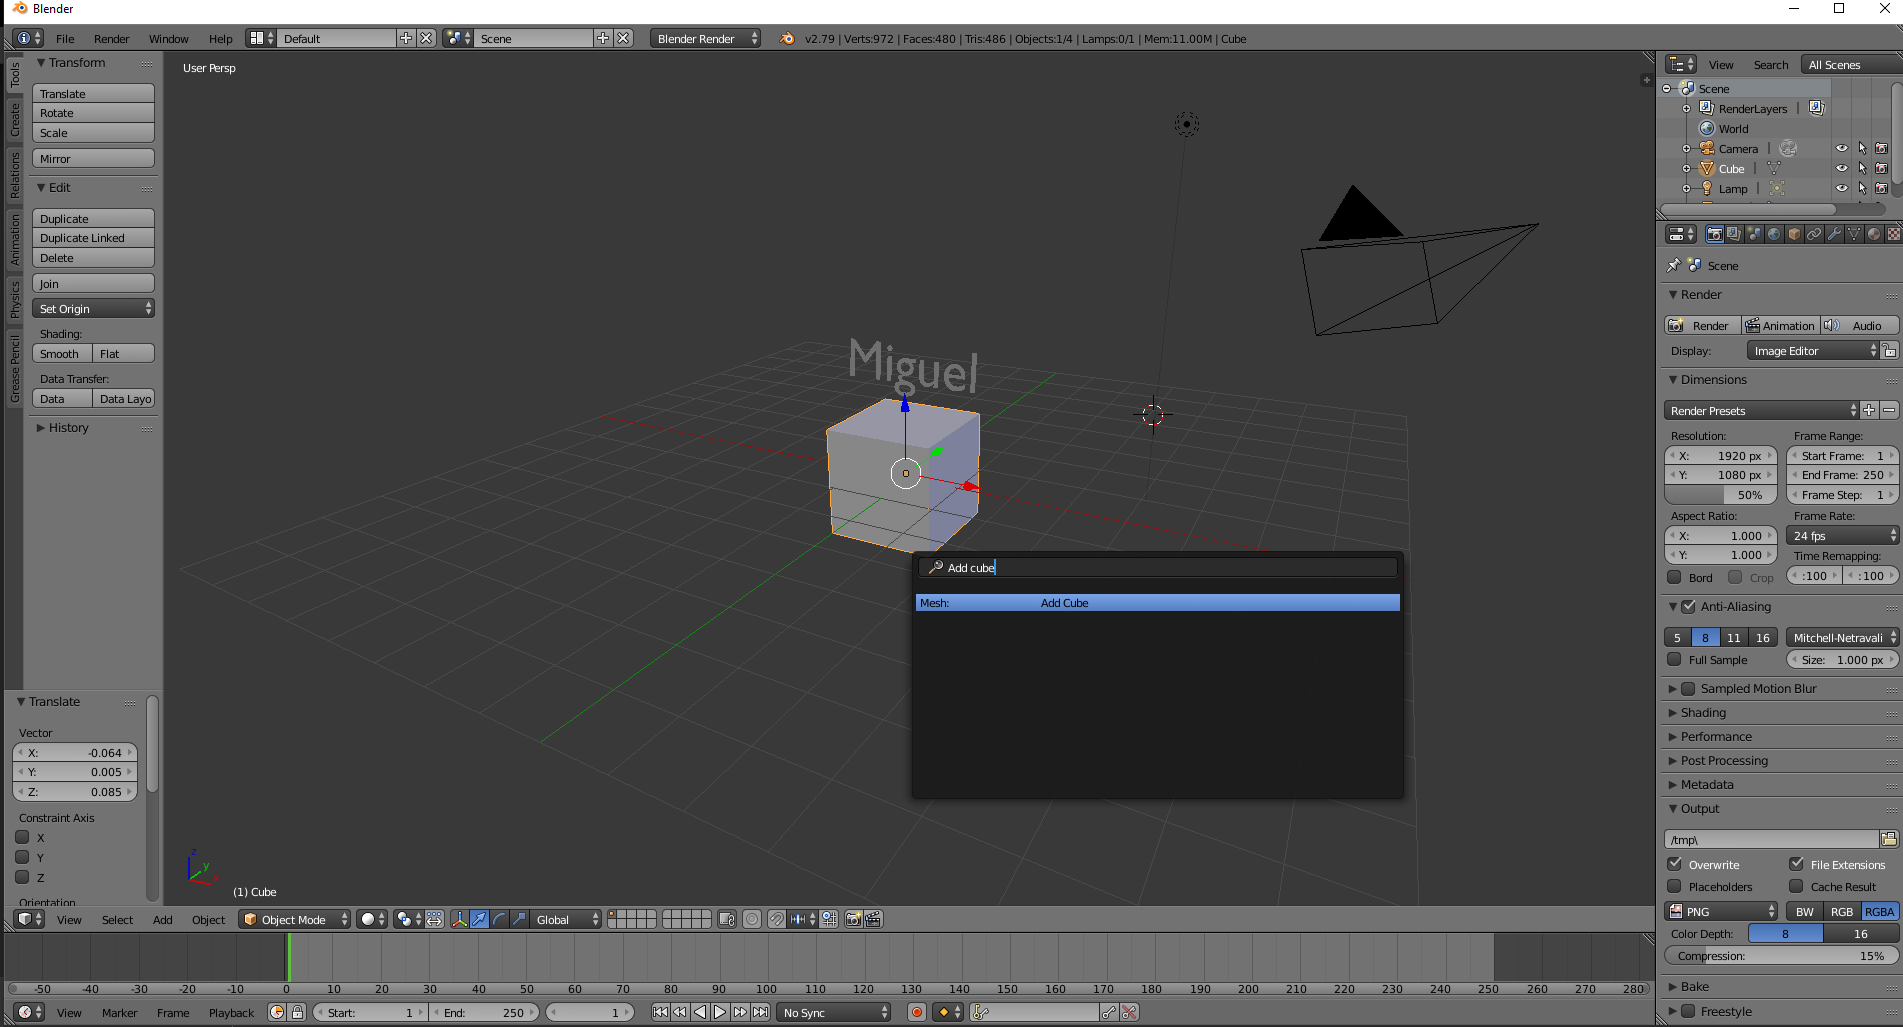 Blender
File Render Window Help Default Scene Blender Render v2.79 | Verts:972 | Faces:480 | Tris:486 | Objects:1/4 | Lamps:0/1 | Mem:11.00M | Cube
Tools
Create
Relations
Animation
Physics
Grease Pencil
Transform
Translate
Rotate
Scale
Mirror
Edit
Duplicate
Duplicate Linked
Delete
Join
Set Origin
Shading:
Smooth Flat
Data Transfer:
Data Data Layo
History
Translate
Vector
X: -0.064
Y: 0.005
Z: 0.085
Constraint Axis
X
Y
Z
Orientation
User Persp
Miguel
Add cube
Mesh: Add Cube
z
y
x
(1) Cube
View Select Add Object Object Mode Global
-50 -40 -30 -20 -10 0 10 20 30 40 50 60 70 80 90 100 110 120 130 140 150 160 170 180 190 200 210 220 230 240 250 260 270 280
View Marker Frame Playback Start: 1 End: 250 1 No Sync
View Search All Scenes
Scene
RenderLayers
World
Camera
Cube
Lamp
Scene
Render
Render Animation Audio
Display: Image Editor
Dimensions
Render Presets
Resolution: Frame Range:
X: 1920 px Start Frame: 1
Y: 1080 px End Frame: 250
50% Frame Step: 1
Aspect Ratio: Frame Rate:
X: 1.000 24 fps
Y: 1.000 Time Remapping:
Bord Crop :100 :100
Anti-Aliasing
5 8 11 16 Mitchell-Netravali
Full Sample Size: 1.000 px
Sampled Motion Blur
Shading
Performance
Post Processing
Metadata
Output
/tmp\
Overwrite File Extensions
Placeholders Cache Result
PNG BW RGB RGBA
Color Depth: 8 16
Compression: 15%
Bake
Freestyle